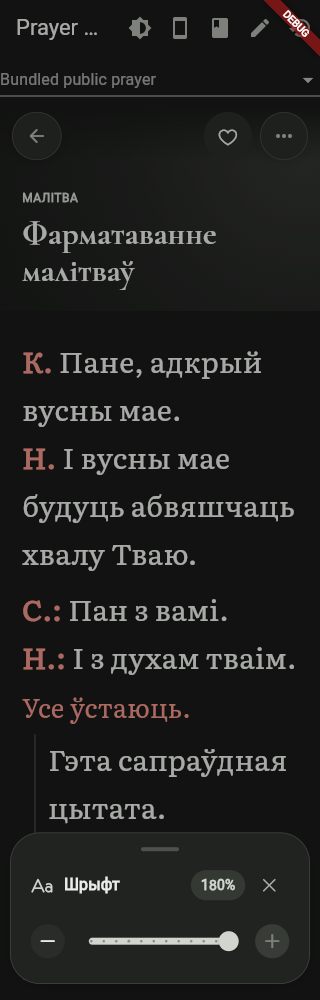 Prayer ...
DEBUG
Bundled public prayer
МАЛІТВА
Фарматаванне
малітваў
К. Пане, адкрый
вусны мае.
Н. І вусны мае
будуць абвяшчаць
хвалу Тваю.
С.: Пан з вамі.
Н.: І з духам тваім.
Усе ўстаюць.
Гэта сапраўдная
цытата.
Aa Шрыфт 180%